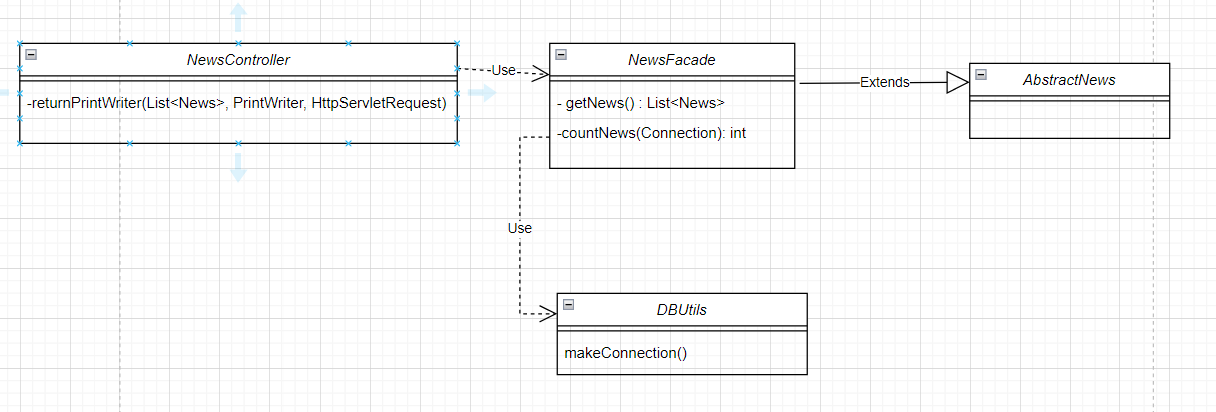 NewsController
-returnPrintWriter(List<News>, PrintWriter, HttpServletRequest)
Use
NewsFacade
- getNews() : List<News>
-countNews(Connection): int
Extends
AbstractNews
Use
DBUtils
makeConnection()